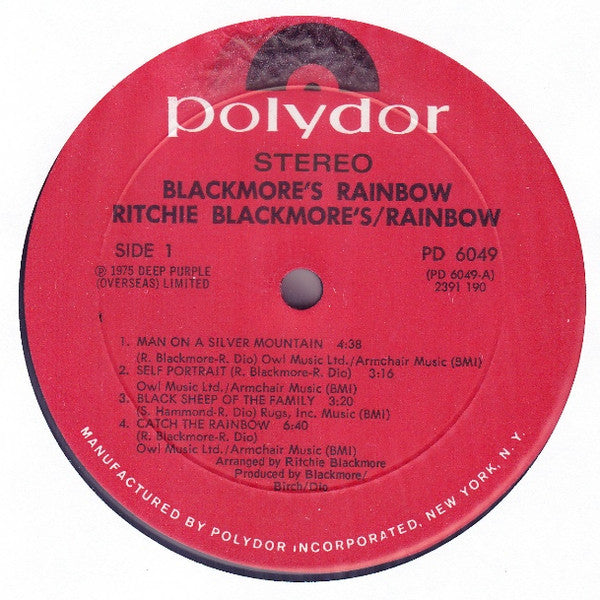 polydor
STEREO
BLACKMORE'S RAINBOW
RITCHIE BLACKMORE'S/RAINBOW
SIDE 1
℗ 1975 DEEP PURPLE
(OVERSEAS) LIMITED
PD 6049
(PD 6049-A)
2391 190
1. MAN ON A SILVER MOUNTAIN 4:38
(R. Blackmore-R. Dio) Owl Music Ltd./Armchair Music (BMI)
2. SELF PORTRAIT (R. Blackmore-R. Dio) 3:16
Owl Music Ltd./Armchair Music (BMI)
3. BLACK SHEEP OF THE FAMILY 3:20
(S. Hammond-R. Dio) Rugs, Inc. Music (BMI)
4. CATCH THE RAINBOW 6:40
(R. Blackmore-R. Dio)
Owl Music Ltd./Armchair Music (BMI)
Arranged by Ritchie Blackmore
Produced by Blackmore/
Birch/Dio
MANUFACTURED BY POLYDOR INCORPORATED, NEW YORK, N.Y.